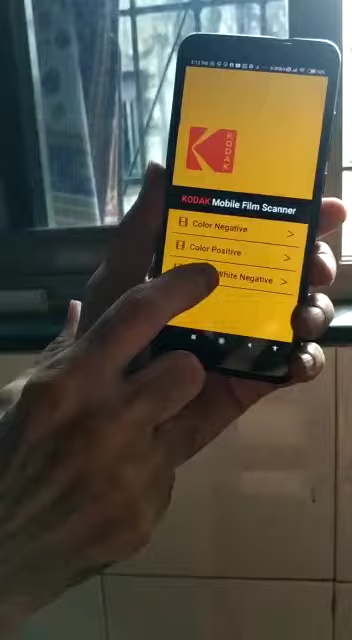 KODAK
KODAK Mobile Film Scanner
Color Negative
Color Positive
White Negative